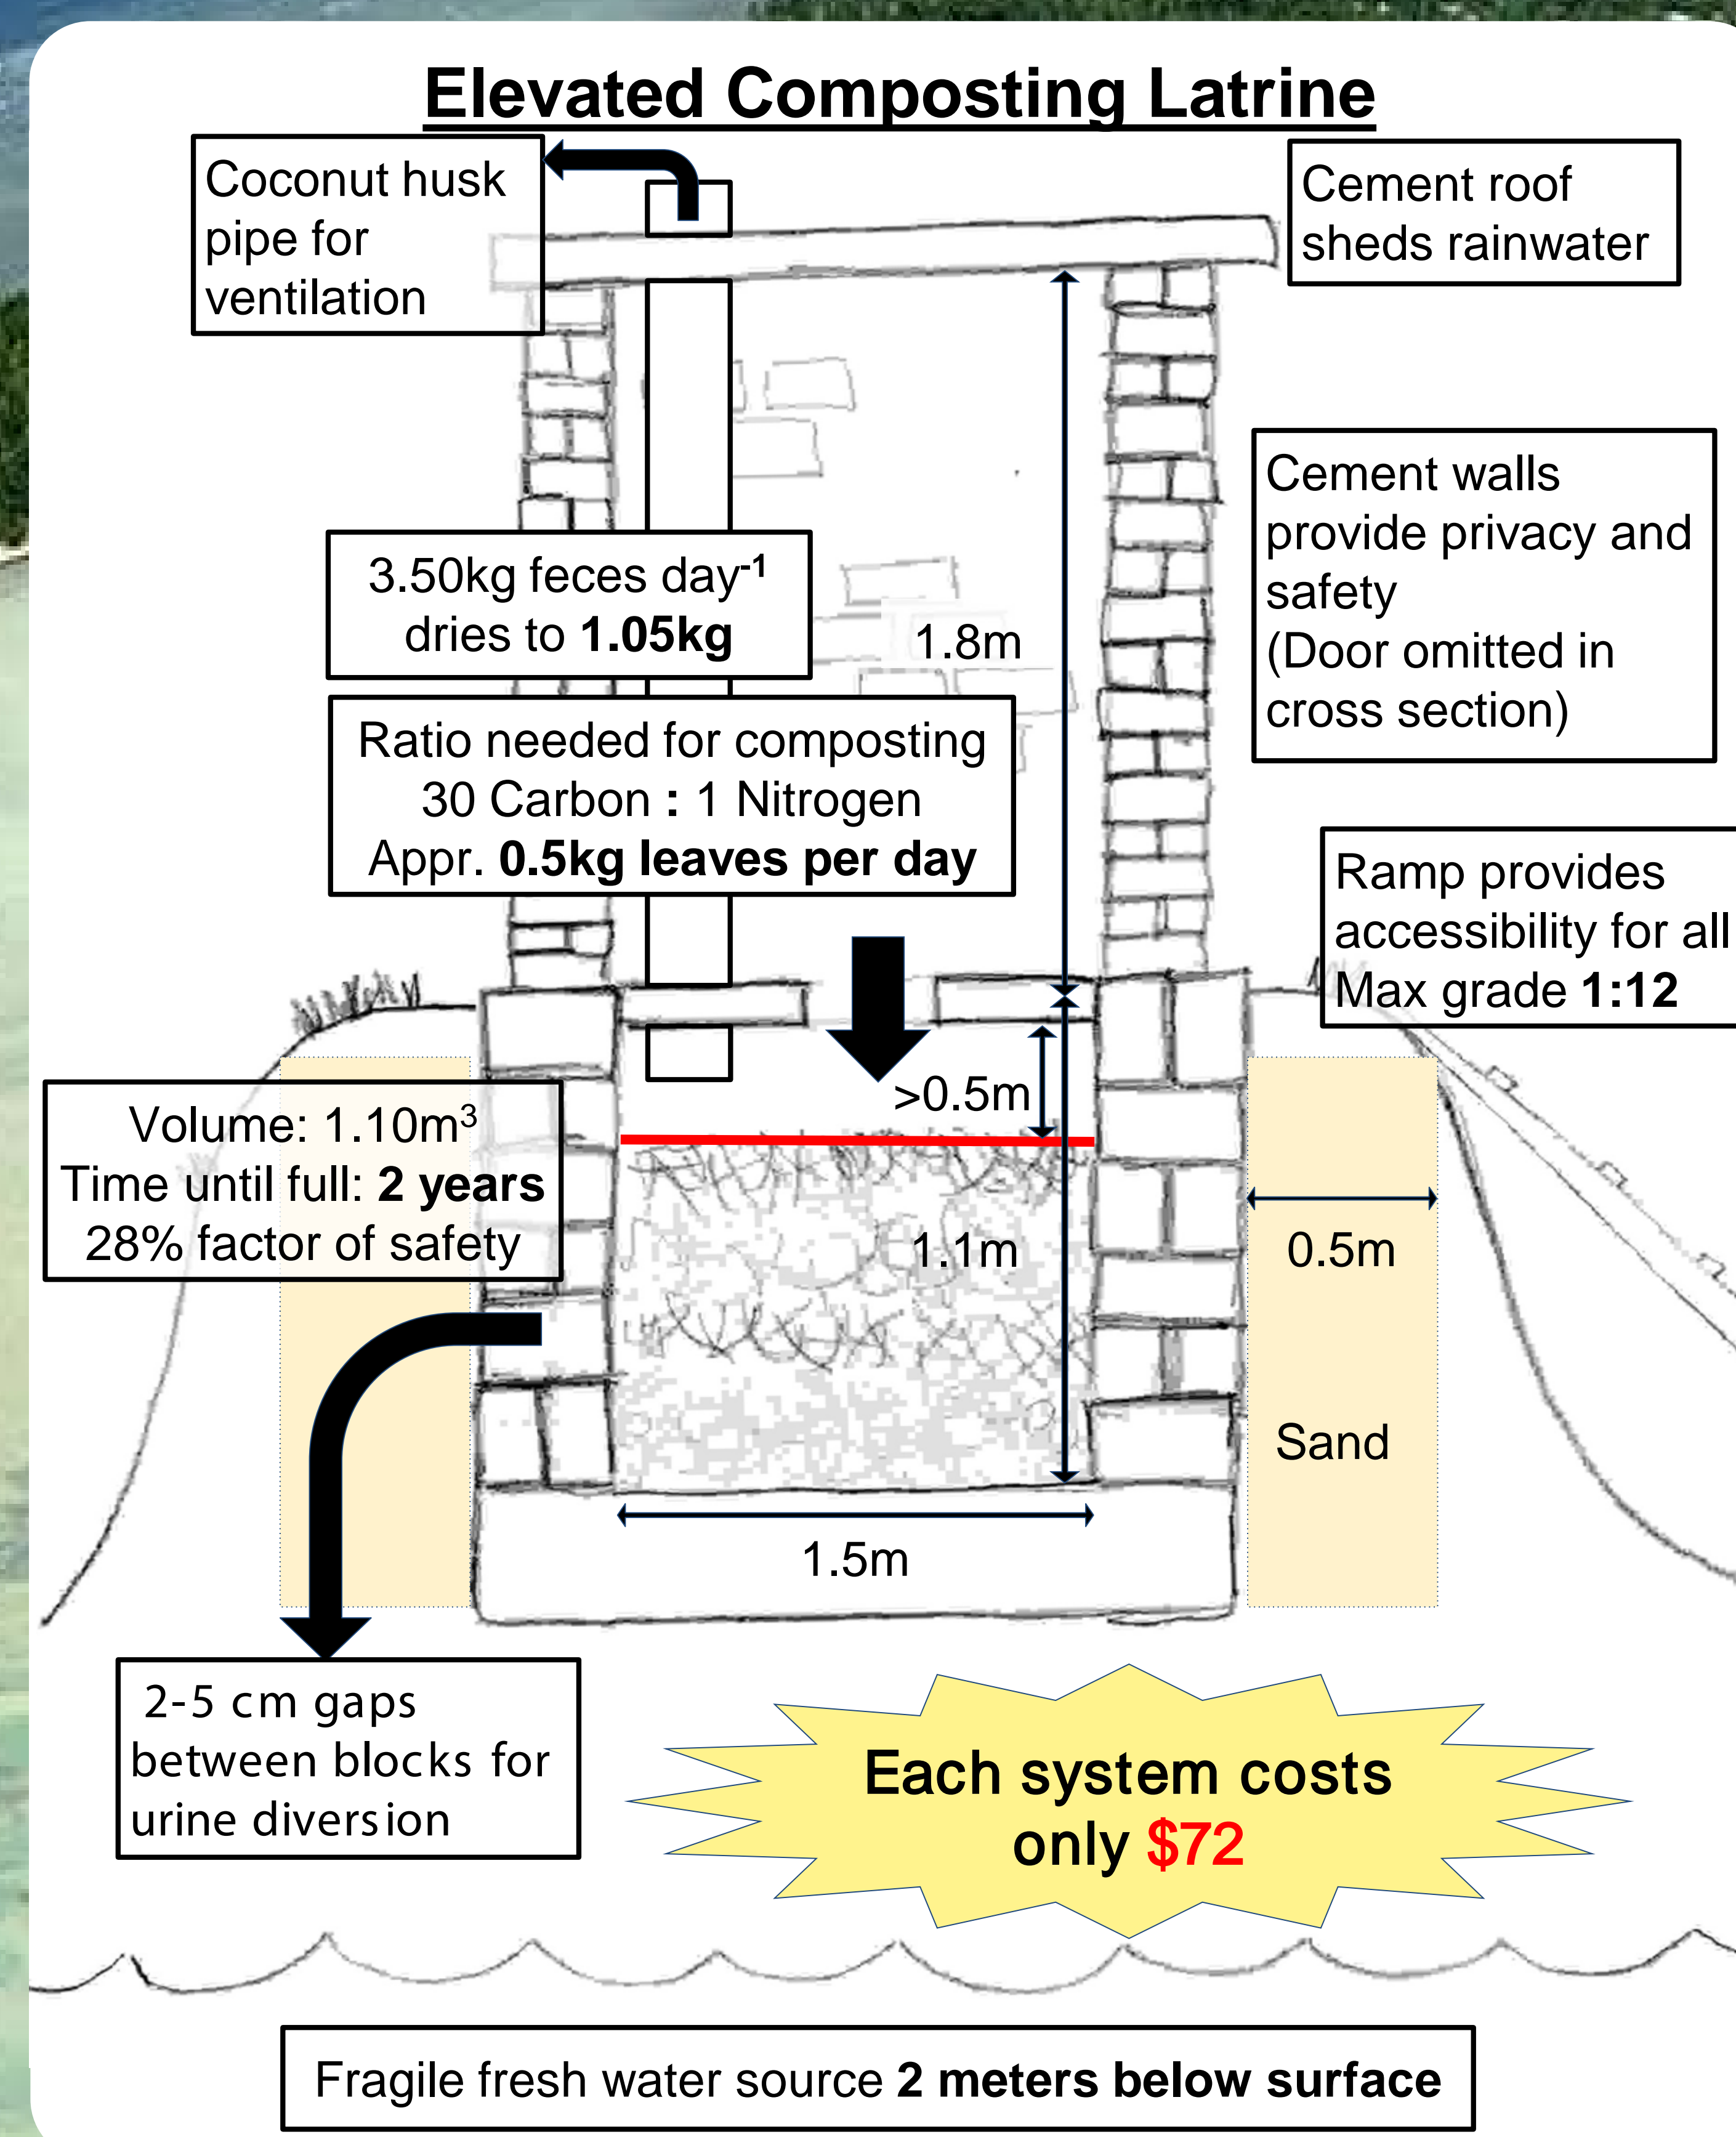 Elevated Composting Latrine
Coconut husk
pipe for
ventilation
Cement roof
sheds rainwater
Cement walls
provide privacy and
safety
(Door omitted in
cross section)
3.50kg feces day⁻¹
dries to 1.05kg
1.8m
Ratio needed for composting
30 Carbon : 1 Nitrogen
Appr. 0.5kg leaves per day
Ramp provides
accessibility for all
Max grade 1:12
>0.5m
Volume: 1.10m³
Time until full: 2 years
28% factor of safety
1.1m
0.5m
Sand
1.5m
2-5 cm gaps
between blocks for
urine diversion
Each system costs
only $72
Fragile fresh water source 2 meters below surface